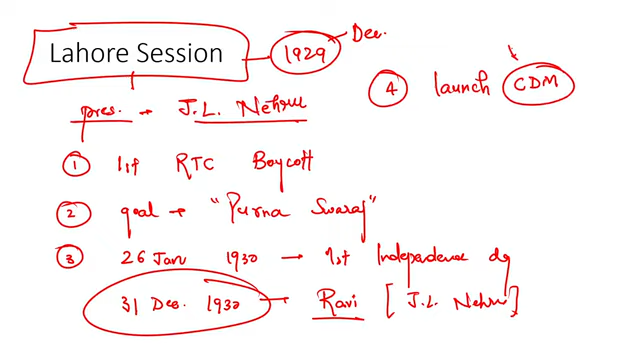 Lahore Session → 1929 Dec.
④ launch CDM
pres. → J.L. Nehru
① 1st RTC Boycott
② goal → "Purna Swaraj"
③ 26 Jan 1930 → 1st Independence day
31 Dec. 1930 → Ravi [J.L. Nehru]